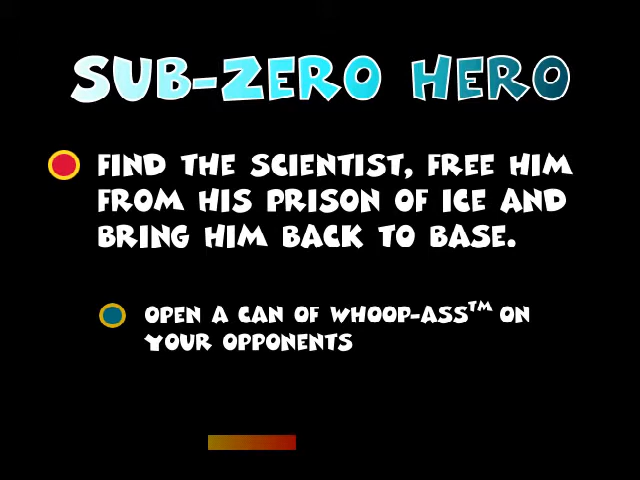 SUB-ZERO HERO
FIND THE SCIENTIST, FREE HIM
FROM HIS PRISON OF ICE AND
BRING HIM BACK TO BASE.
OPEN A CAN OF WHOOP-ASS™ ON
YOUR OPPONENTS